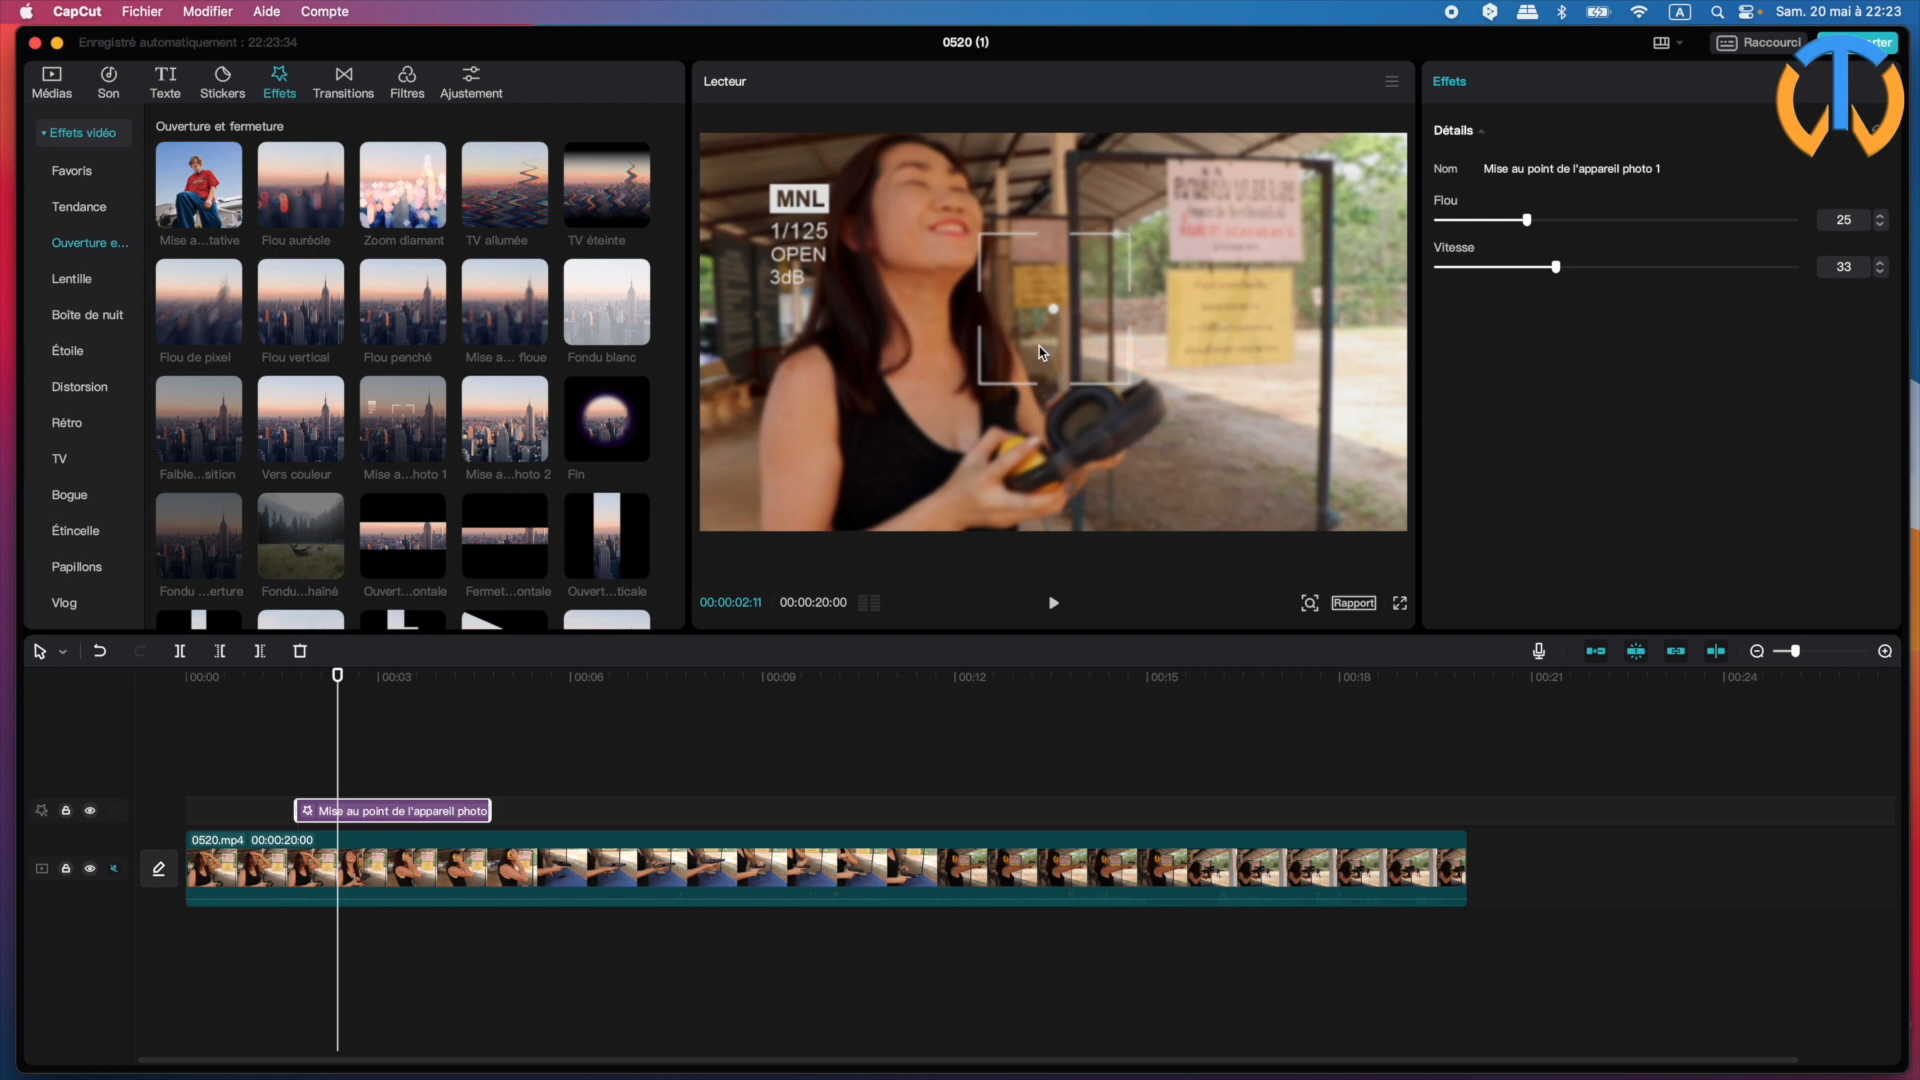 CapCut Fichier Modifier Aide Compte
A Sam. 20 mai à 22:23
Enregistré automatiquement : 22:23:34
0520 (1)
Raccourci
rter
Médias Son Texte Stickers Effets Transitions Filtres Ajustement
Effets vidéo
Favoris
Tendance
Ouverture e...
Lentille
Boîte de nuit
Étoile
Distorsion
Rétro
TV
Bogue
Étincelle
Papillons
Vlog
Ouverture et fermeture
Mise a...tative Flou auréole Zoom diamant TV allumée TV éteinte
Flou de pixel Flou vertical Flou penché Mise a... floue Fondu blanc
Faible...sition Vers couleur Mise a...hoto 1 Mise a...hoto 2 Fin
Fondu ...erture Fondu...haîné Ouvert...ontale Fermet...ontale Ouvert...ticale
Lecteur
MNL
1/125
OPEN
3dB
00:00:02:11 00:00:20:00
Rapport
Effets
Détails
Nom Mise au point de l'appareil photo 1
Flou
25
Vitesse
33
00:00 00:03 00:06 00:09 00:12 00:15 00:18 00:21 00:24
Mise au point de l'appareil photo
0520.mp4 00:00:20:00